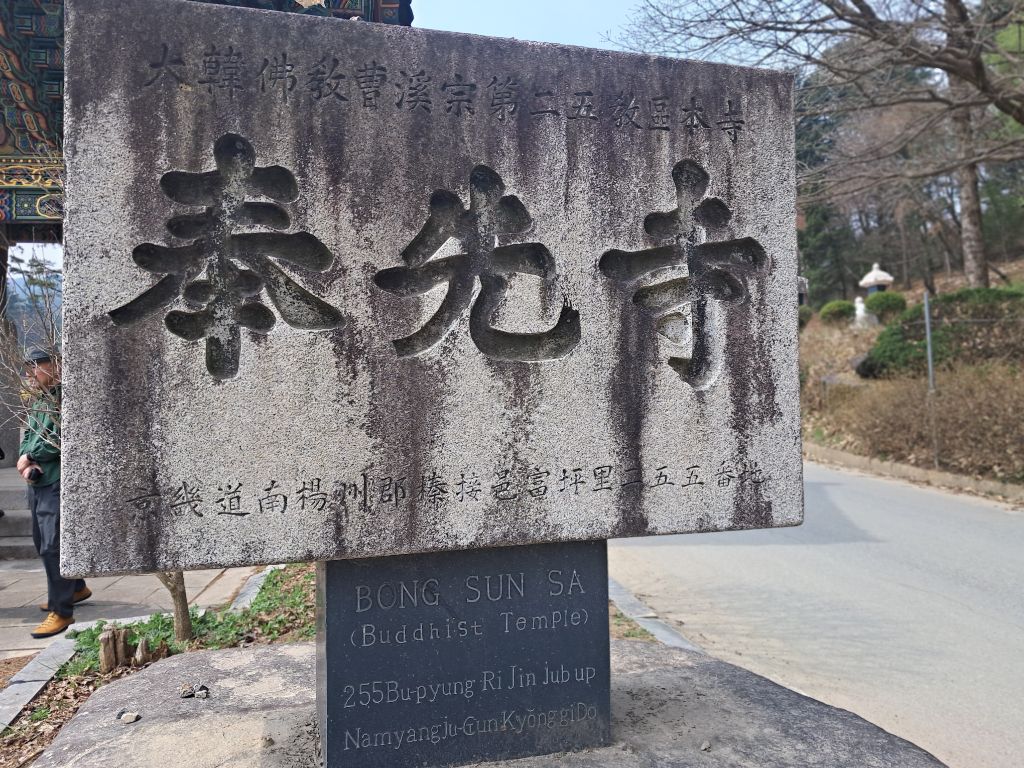 大韓佛教曹溪宗第二五教區本寺
奉先寺
京畿道南楊州郡榛接邑富坪里二五五番地
BONG SUN SA
(Buddhist Temple)
255Bu-pyung Ri Jin Jub up
Namyangju-Gun Kyŏnggi Do